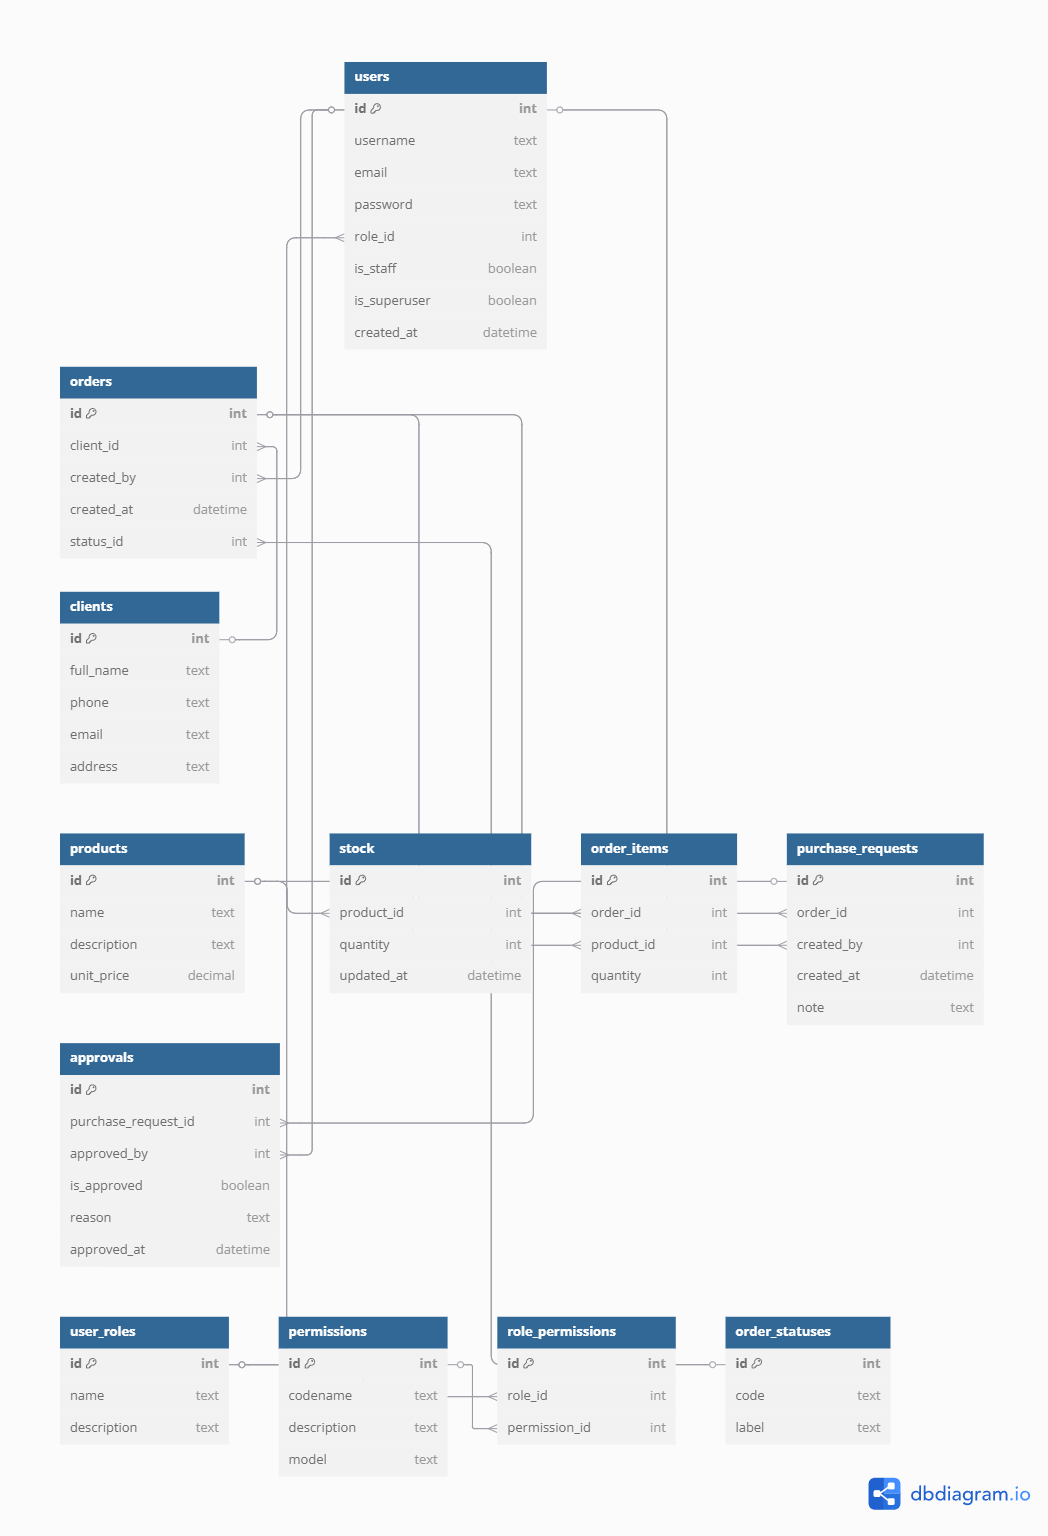 users
id int
username text
email text
password text
role_id int
is_staff boolean
is_superuser boolean
created_at datetime
orders
id int
client_id int
created_by int
created_at datetime
status_id int
clients
id int
full_name text
phone text
email text
address text
products
id int
name text
description text
unit_price decimal
stock
id int
product_id int
quantity int
updated_at datetime
order_items
id int
order_id int
product_id int
quantity int
purchase_requests
id int
order_id int
created_by int
created_at datetime
note text
approvals
id int
purchase_request_id int
approved_by int
is_approved boolean
reason text
approved_at datetime
user_roles
id int
name text
description text
permissions
id int
codename text
description text
model text
role_permissions
id int
role_id int
permission_id int
order_statuses
id int
code text
label text
dbdiagram.io